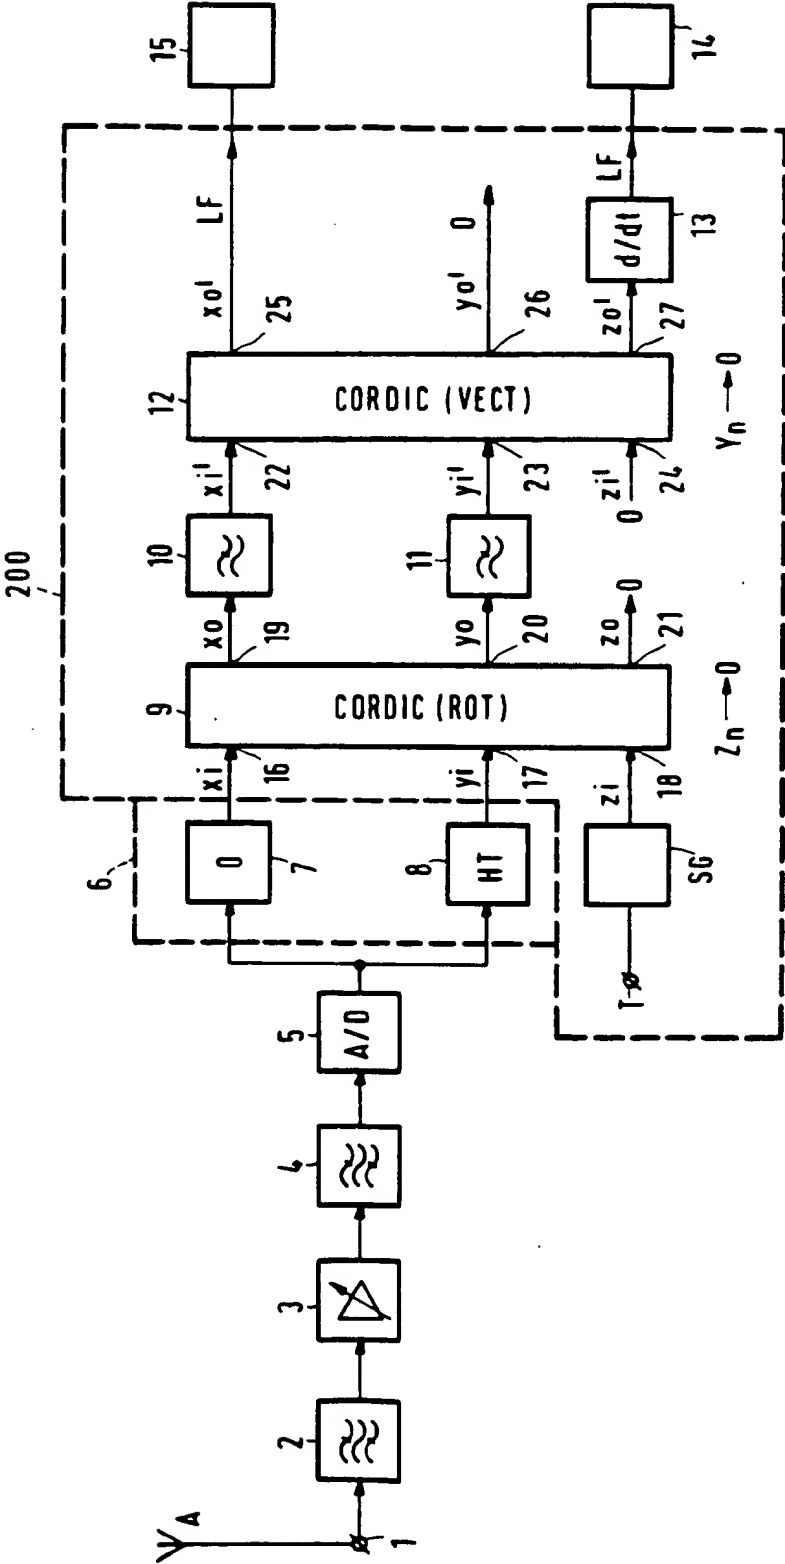 A
1
2
3
4
5
A/D
6
0
7
8
HT
T
SG
200
xi
16
yi
17
zi
18
9
CORDIC (ROT)
xo
19
yo
20
zo
21
0
Zn → 0
10
11
xi'
22
yi'
23
0
zi'
24
12
CORDIC (VECT)
xo'
25
yo'
26
zo'
27
Yn → 0
LF
0
d/dt
13
LF
15
14